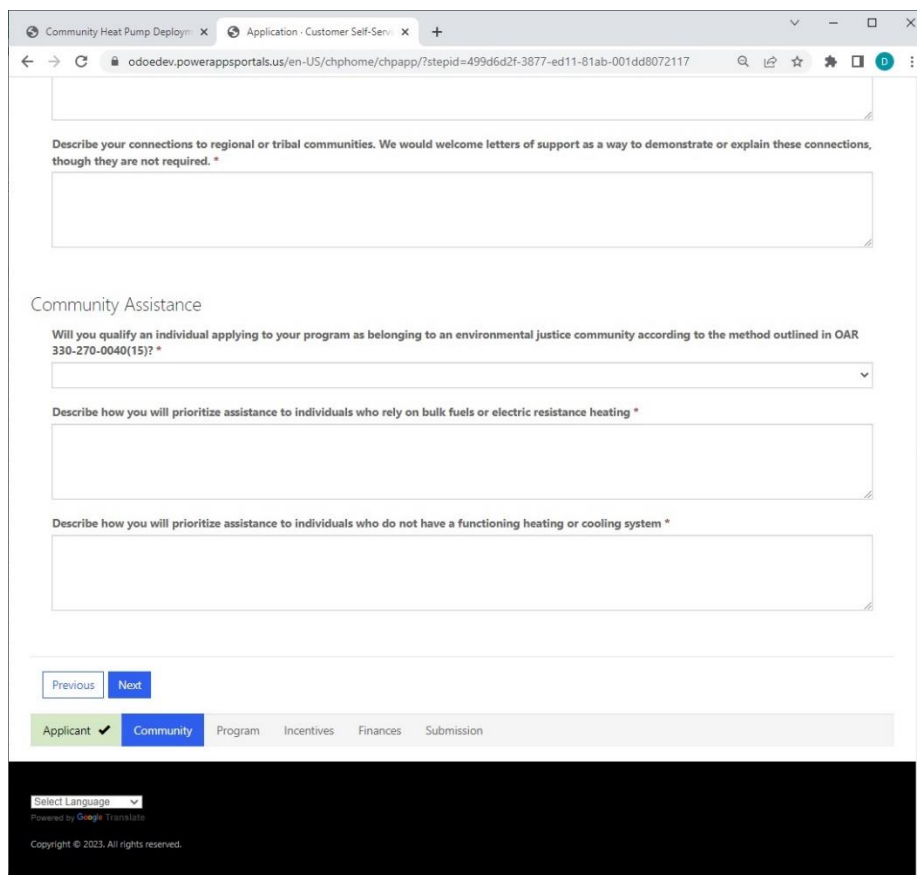 Community Heat Pump Deploym
Application · Customer Self-Serv
odoedev.powerappsportals.us/en-US/chphome/chpapp/?stepid=499d6d2f-3877-ed11-81ab-001dd8072117
D
Describe your connections to regional or tribal communities. We would welcome letters of support as a way to demonstrate or explain these connections,
though they are not required. *
Community Assistance
Will you qualify an individual applying to your program as belonging to an environmental justice community according to the method outlined in OAR
330-270-0040(15)? *
Describe how you will prioritize assistance to individuals who rely on bulk fuels or electric resistance heating *
Describe how you will prioritize assistance to individuals who do not have a functioning heating or cooling system *
Previous
Next
Applicant ✔ Community Program Incentives Finances Submission
Select Language
Powered by Google Translate
Copyright © 2023. All rights reserved.